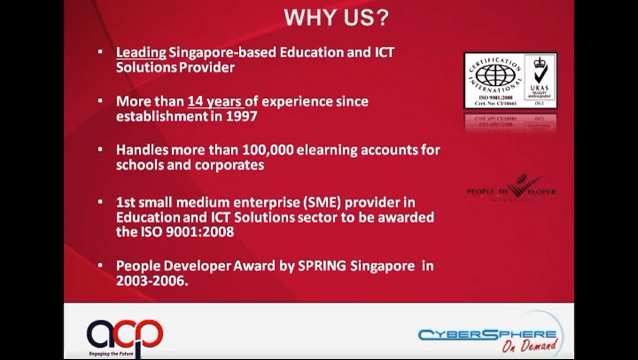 WHY US?
• Leading Singapore-based Education and ICT
Solutions Provider
• More than 14 years of experience since
establishment in 1997
• Handles more than 100,000 elearning accounts for
schools and corporates
• 1st small medium enterprise (SME) provider in
Education and ICT Solutions sector to be awarded
the ISO 9001:2008
• People Developer Award by SPRING Singapore in
2003-2006.
CERTIFICATION
INTERNATIONAL
ISO 9001:2008
UKAS
QUALITY
MANAGEMENT
PEOPLE DEVELOPER
acp
Engaging the Future
CYBERSPHERE
On Demand